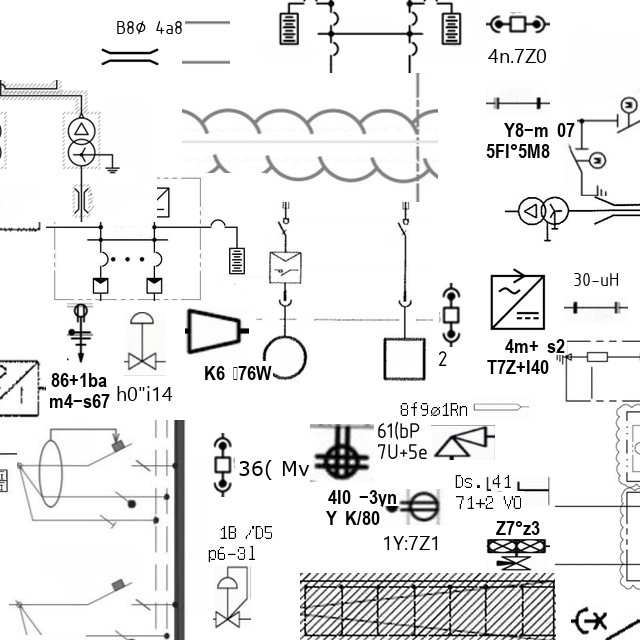 B8Ø 4a8
4n.7Z0
Y8-m 07
5FI°5M8
30-uH
4m+ s2
T7Z+I40
2
K6 ▯76W
86+1ba
m4-s67
h0"i14
8f9ø1Rn
61(bP
7U+5e
36( Mv
Ds.[41
71+2 V0
4I0 -3yn
Y K/80
Z7°z3
1Y:7Z1
1B /D5
p6-3l